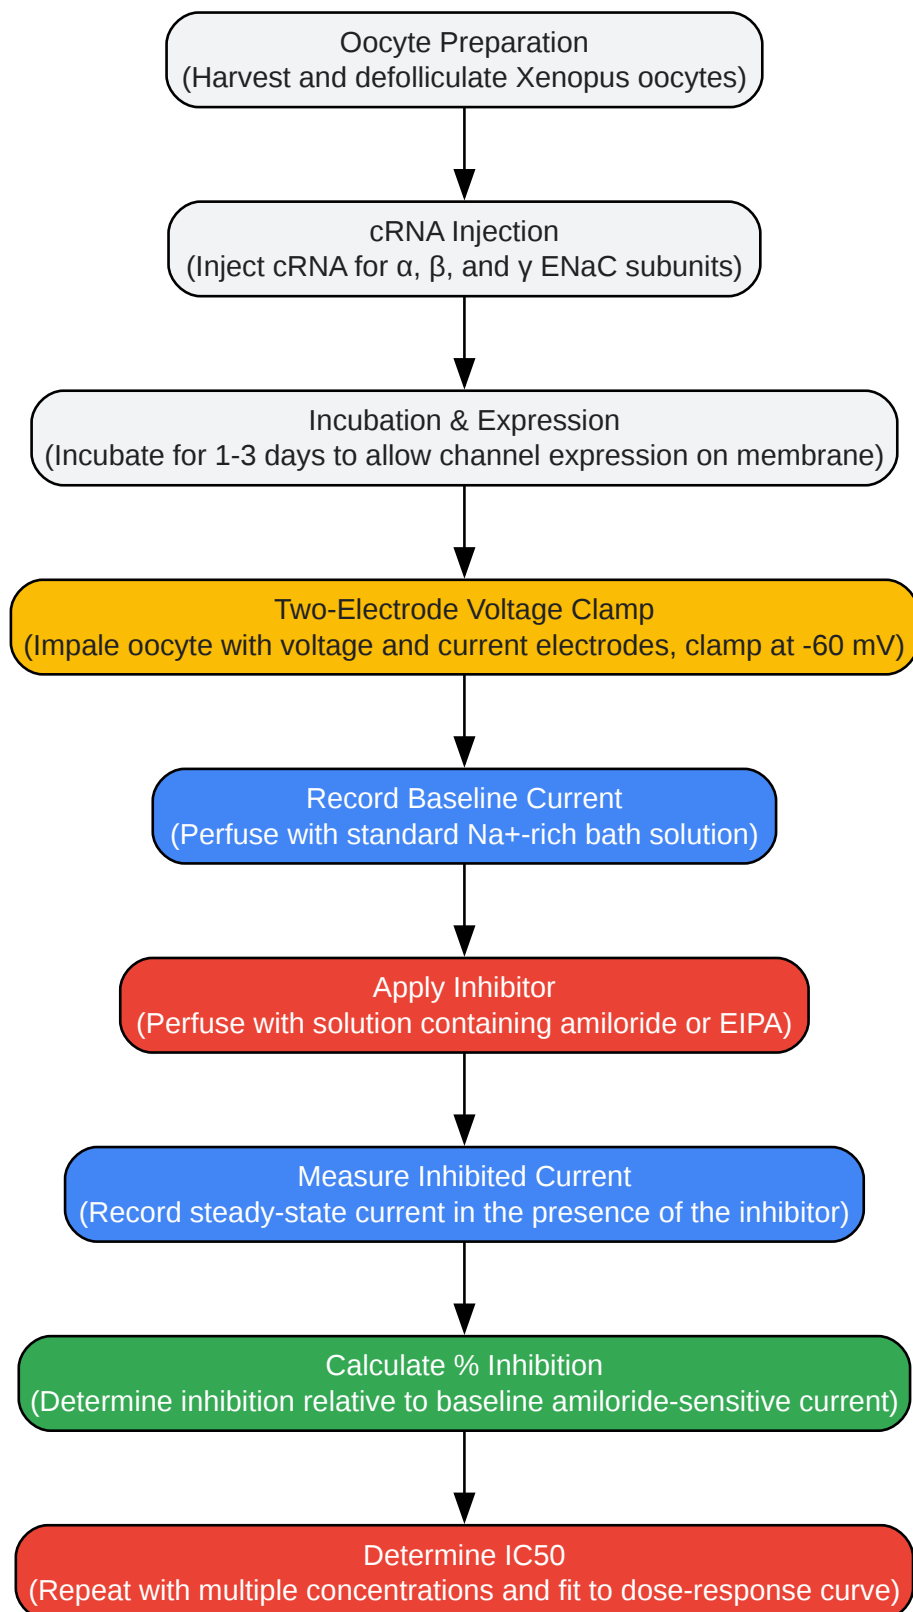 Oocyte Preparation
(Harvest and defolliculate Xenopus oocytes)
cRNA Injection
(Inject cRNA for α, β, and γ ENaC subunits)
Incubation & Expression
(Incubate for 1-3 days to allow channel expression on membrane)
Two-Electrode Voltage Clamp
(Impale oocyte with voltage and current electrodes, clamp at -60 mV)
Record Baseline Current
(Perfuse with standard Na+-rich bath solution)
Apply Inhibitor
(Perfuse with solution containing amiloride or EIPA)
Measure Inhibited Current
(Record steady-state current in the presence of the inhibitor)
Calculate % Inhibition
(Determine inhibition relative to baseline amiloride-sensitive current)
Determine IC50
(Repeat with multiple concentrations and fit to dose-response curve)